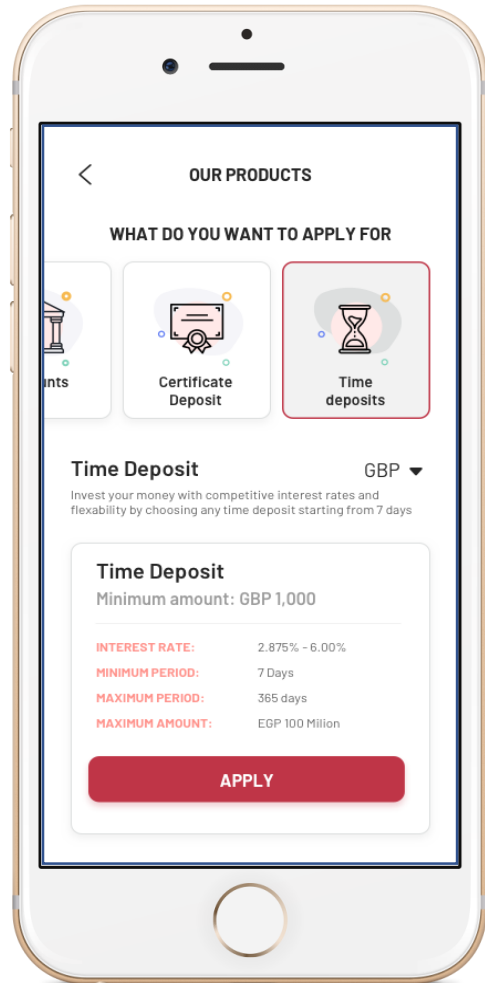 OUR PRODUCTS
WHAT DO YOU WANT TO APPLY FOR
Certificate
Deposit
Time
deposits
Time Deposit
GBP
Invest your money with competitive interest rates and
flexability by choosing any time deposit starting from 7 days
Time Deposit
Minimum amount: GBP 1,000
INTEREST RATE: 2.875% - 6.00%
MINIMUM PERIOD: 7 Days
MAXIMUM PERIOD: 365 days
MAXIMUM AMOUNT: EGP 100 Milion
APPLY